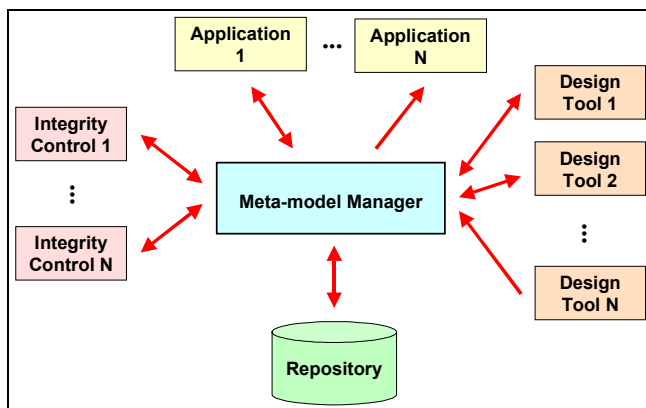 Application
1
...
Application
N
Design
Tool 1
Integrity
Control 1
Design
Tool 2
Meta-model Manager
...
...
Integrity
Control N
Design
Tool N
Repository